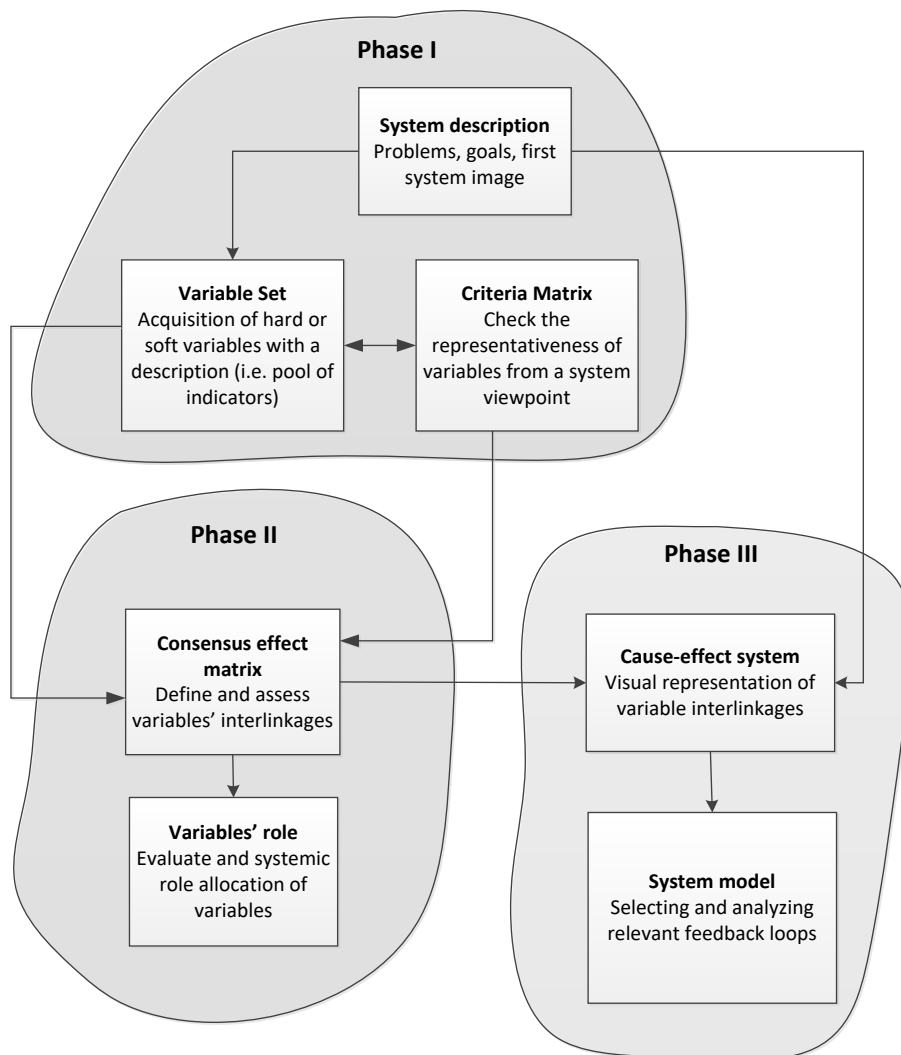 Phase I
System description
Problems, goals, first
system image
Variable Set
Acquisition of hard or
soft variables with a
description (i.e. pool of
indicators)
Criteria Matrix
Check the
representativeness of
variables from a system
viewpoint
Phase II
Consensus effect
matrix
Define and assess
variables’ interlinkages
Variables’ role
Evaluate and systemic
role allocation of
variables
Phase III
Cause-effect system
Visual representation of
variable interlinkages
System model
Selecting and analyzing
relevant feedback loops